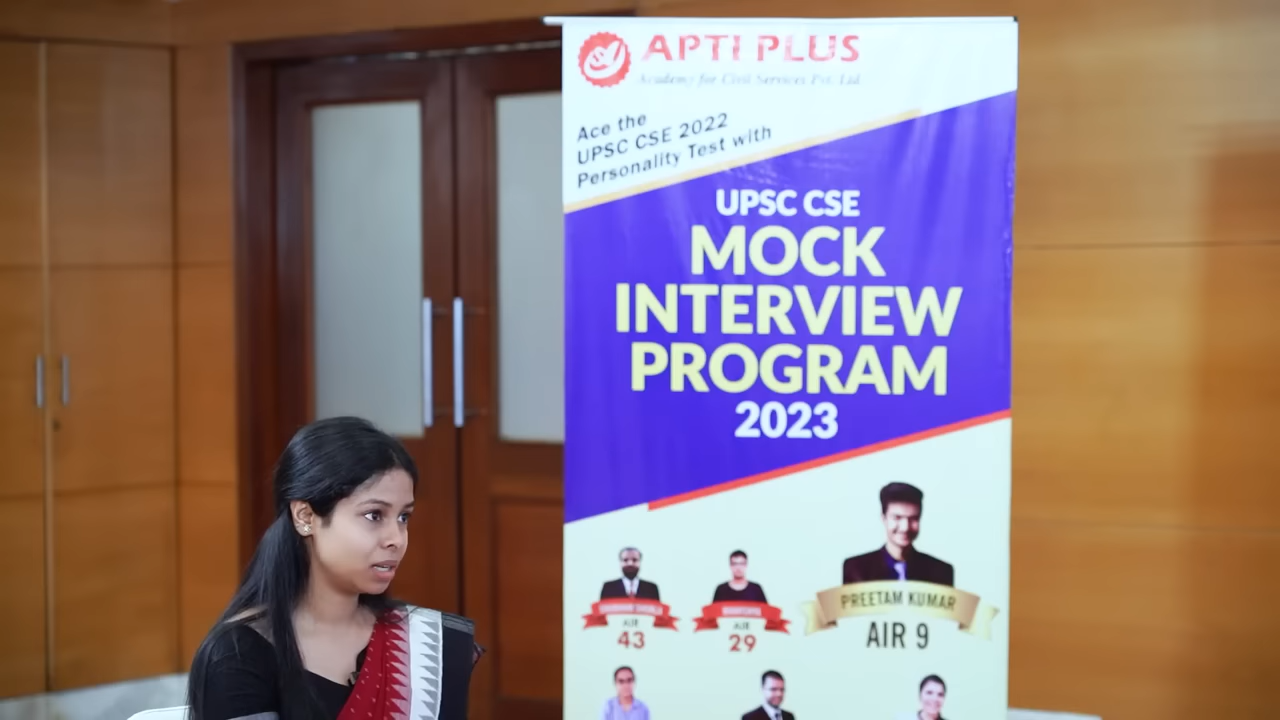 APTI PLUS
Academy for Civil Services Pvt. Ltd.
Ace the
UPSC CSE 2022
Personality Test with
UPSC CSE
MOCK
INTERVIEW
PROGRAM
2023
PREETAM KUMAR
AIR 9
AIR
43
AIR
29